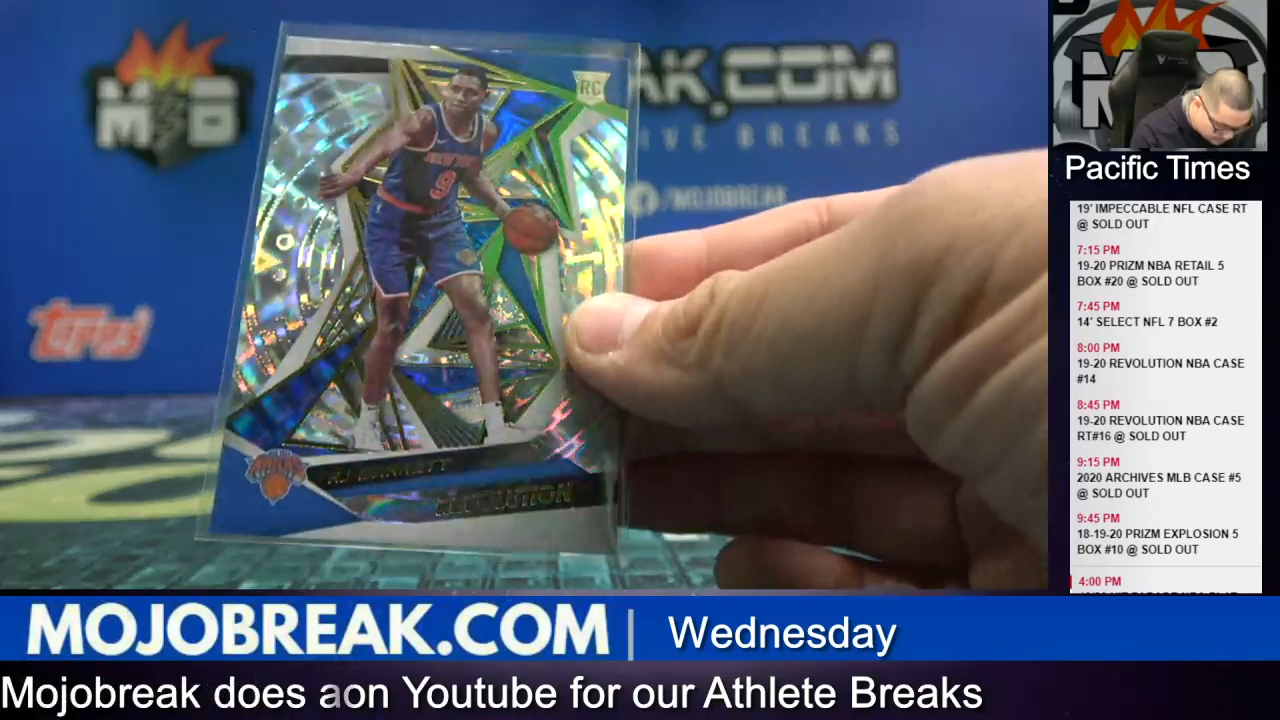 MOB
AK.COM
IVE BREAKS
/MOJOBREAK
Topps
RC
NEW YORK
9
RJ BARRETT
REVOLUTION
Pacific Times
19' IMPECCABLE NFL CASE RT
@ SOLD OUT
7:15 PM
19-20 PRIZM NBA RETAIL 5
BOX #20 @ SOLD OUT
7:45 PM
14' SELECT NFL 7 BOX #2
8:00 PM
19-20 REVOLUTION NBA CASE
#14
8:45 PM
19-20 REVOLUTION NBA CASE
RT#16 @ SOLD OUT
9:15 PM
2020 ARCHIVES MLB CASE #5
@ SOLD OUT
9:45 PM
18-19-20 PRIZM EXPLOSION 5
BOX #10 @ SOLD OUT
4:00 PM
MOJOBREAK.COM | Wednesday
Mojobreak does aon Youtube for our Athlete Breaks